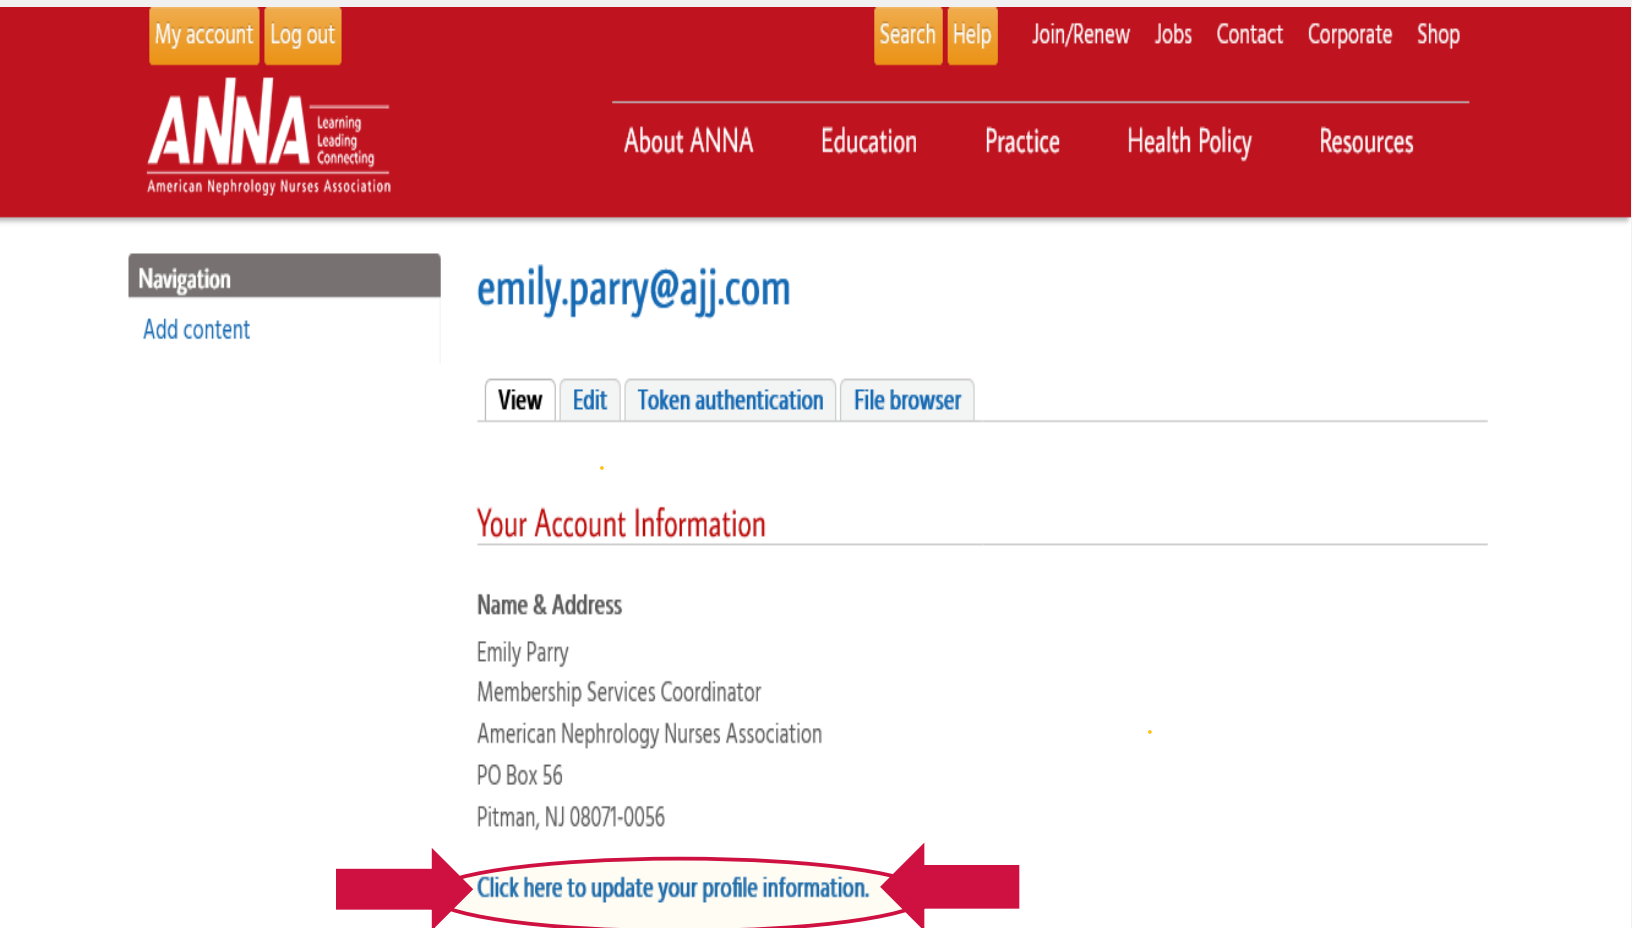 My account Log out Search Help Join/Renew Jobs Contact Corporate Shop
ANNA Learning
Leading
Connecting
American Nephrology Nurses Association
About ANNA Education Practice Health Policy Resources
Navigation
Add content
emily.parry@ajj.com
View Edit Token authentication File browser
Your Account Information
Name & Address
Emily Parry
Membership Services Coordinator
American Nephrology Nurses Association
PO Box 56
Pitman, NJ 08071-0056
Click here to update your profile information.